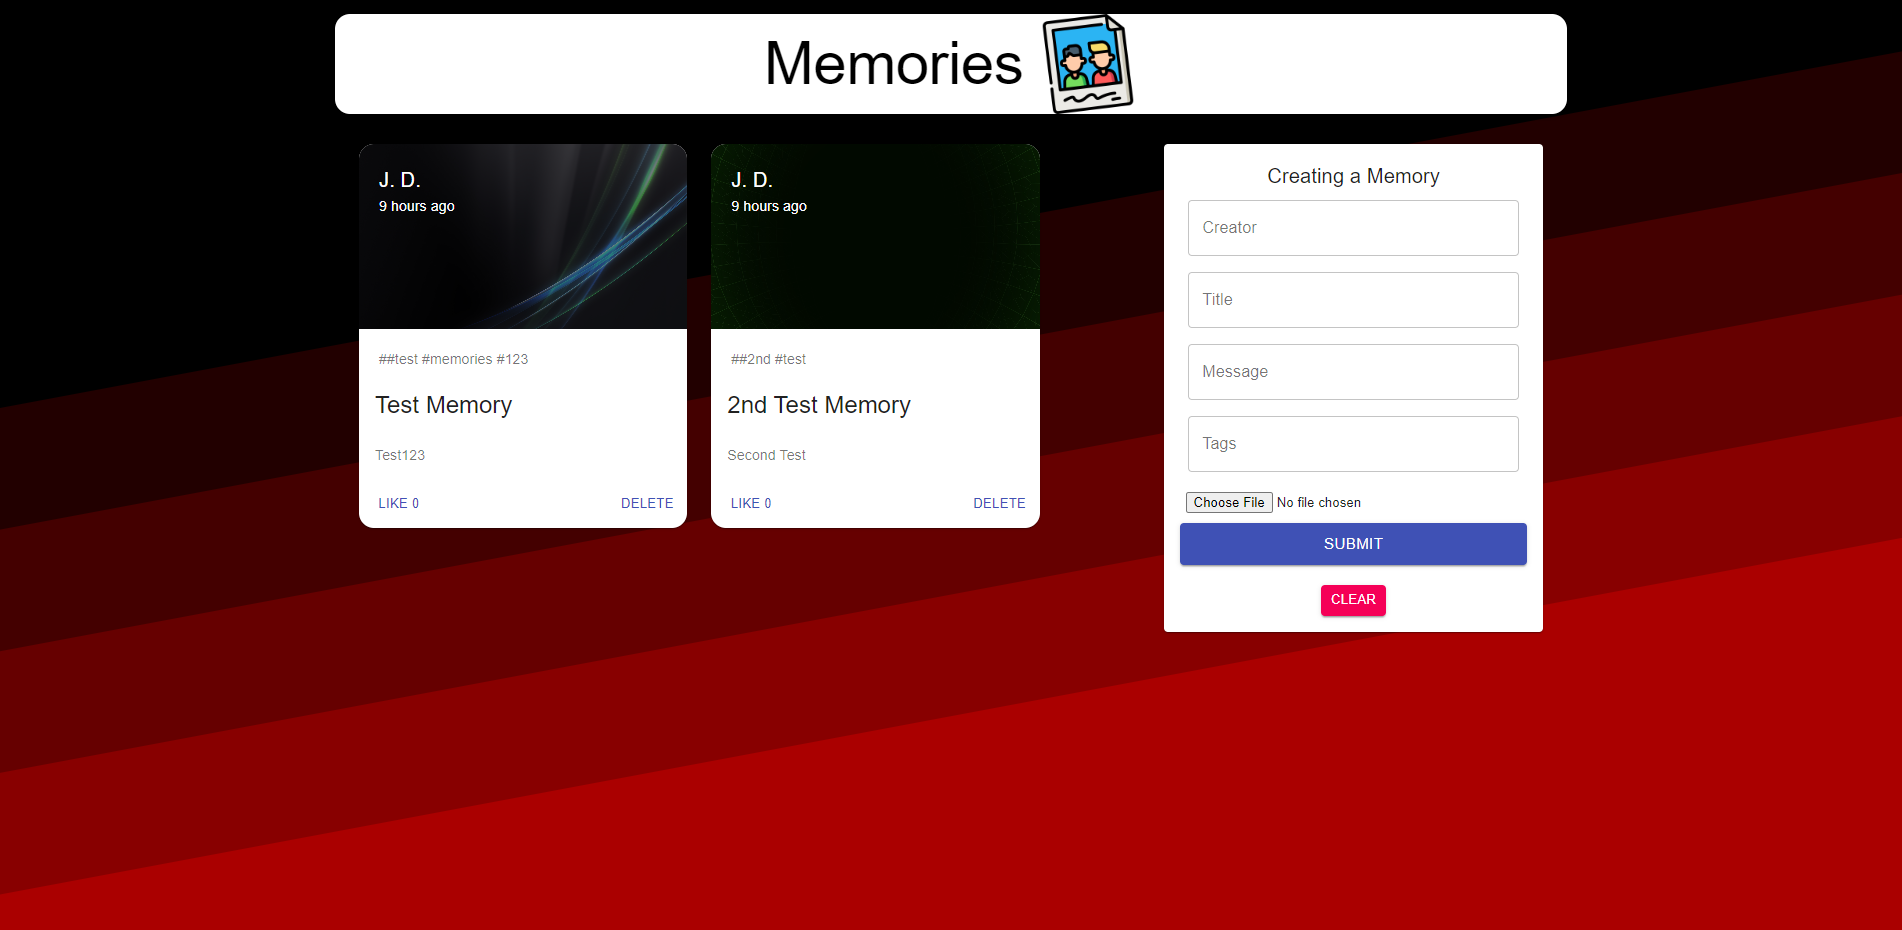 Memories
J. D.
9 hours ago
##test #memories #123
Test Memory
Test123
LIKE 0 DELETE
J. D.
9 hours ago
##2nd #test
2nd Test Memory
Second Test
LIKE 0 DELETE
Creating a Memory
Creator
Title
Message
Tags
Choose File No file chosen
SUBMIT
CLEAR